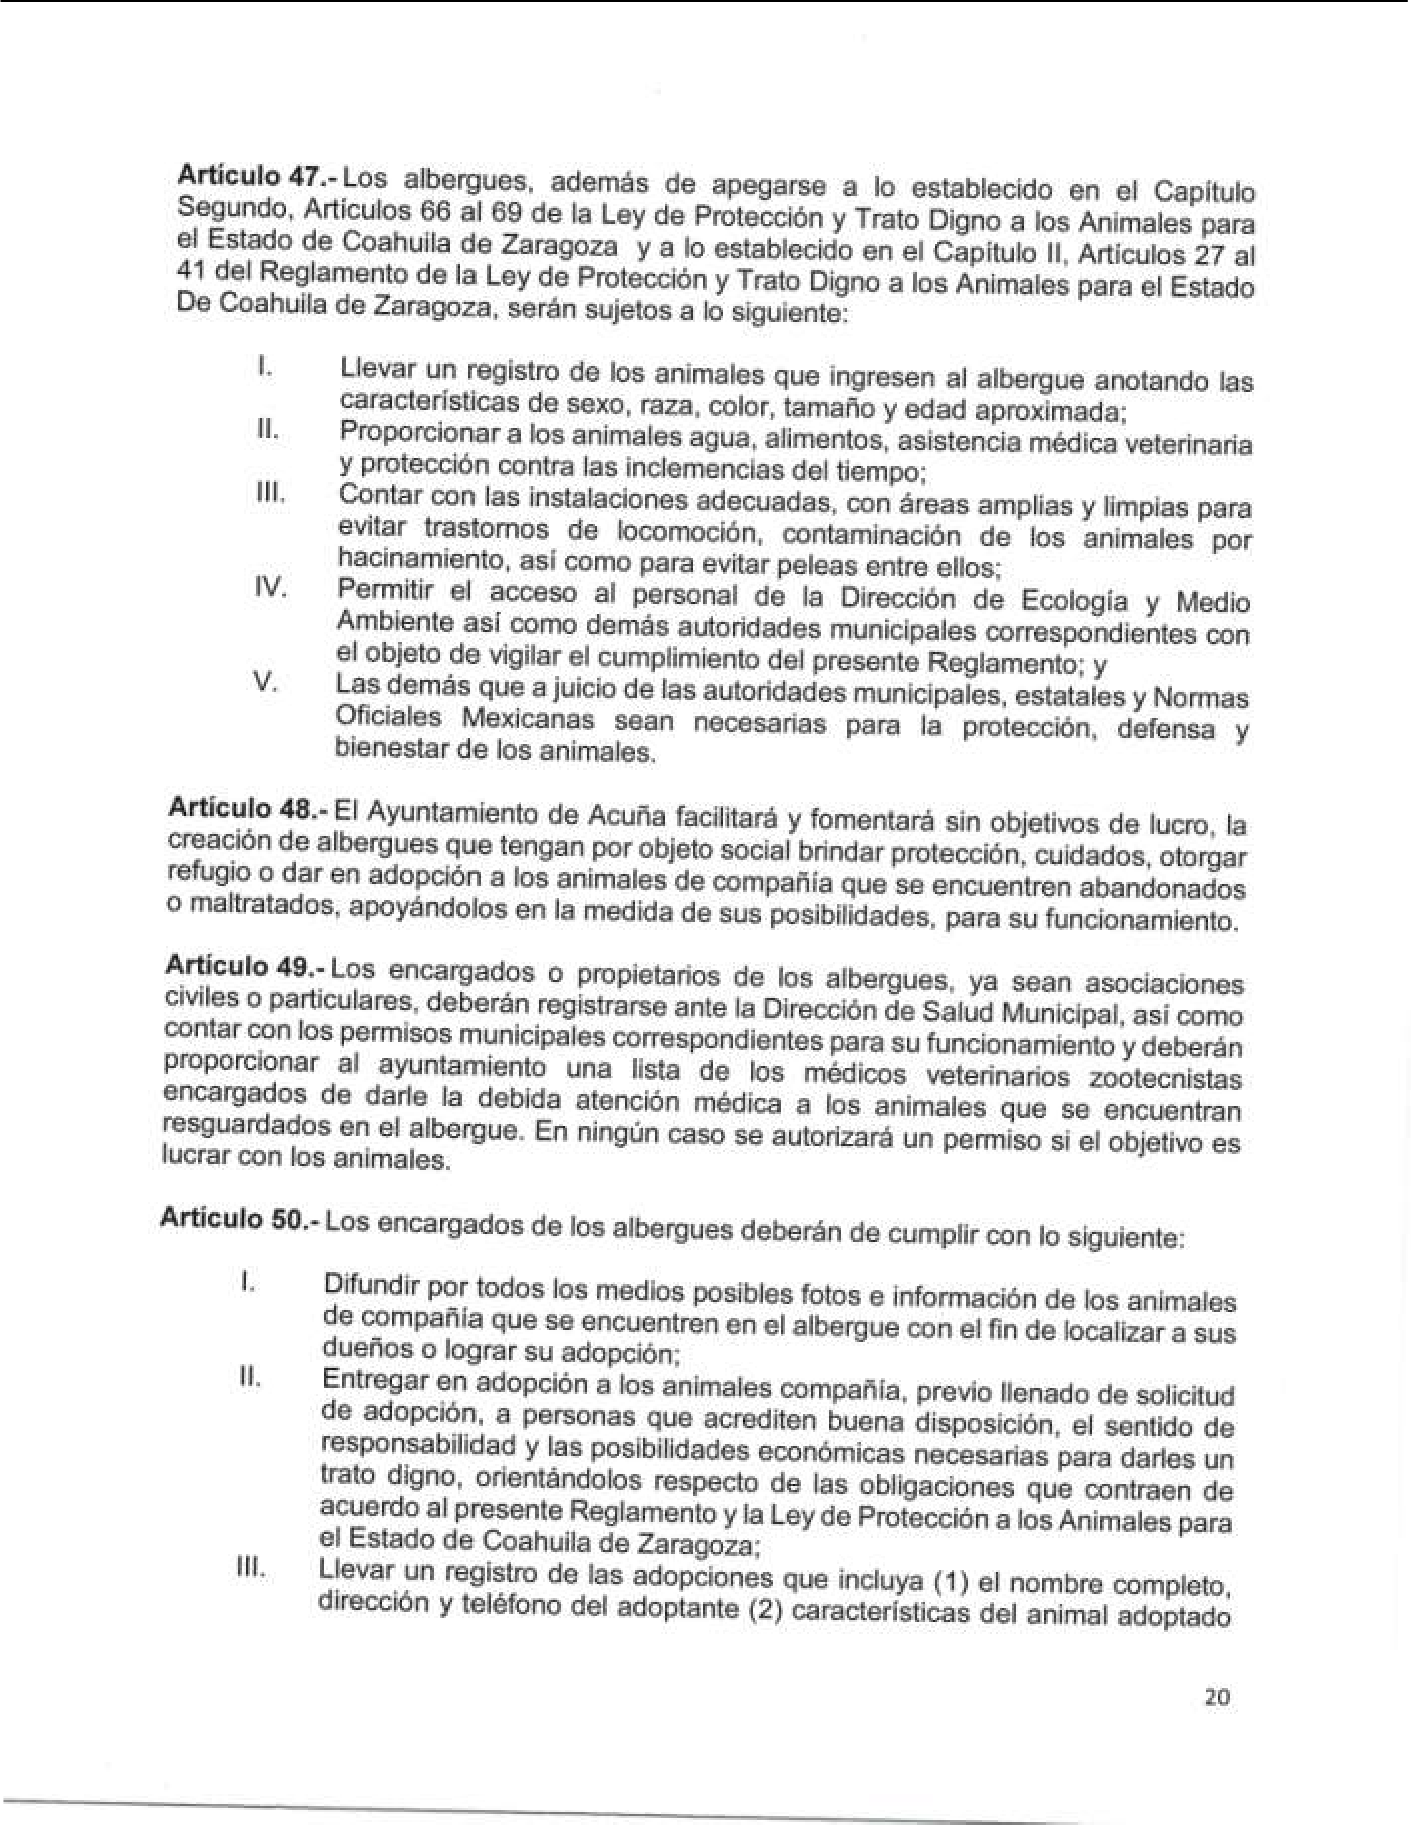 Artículo 47.- Los albergues, además de apegarse a lo establecido en el Capítulo
Segundo, Artículos 66 al 69 de la Ley de Protección y Trato Digno a los Animales para
el Estado de Coahuila de Zaragoza y a lo establecido en el Capítulo II, Artículos 27 al
41 del Reglamento de la Ley de Protección y Trato Digno a los Animales para el Estado
De Coahuila de Zaragoza, serán sujetos a lo siguiente:
I. Llevar un registro de los animales que ingresen al albergue anotando las
características de sexo, raza, color, tamaño y edad aproximada;
II. Proporcionar a los animales agua, alimentos, asistencia médica veterinaria
y protección contra las inclemencias del tiempo;
III. Contar con las instalaciones adecuadas, con áreas amplias y limpias para
evitar trastornos de locomoción, contaminación de los animales por
hacinamiento, así como para evitar peleas entre ellos;
IV. Permitir el acceso al personal de la Dirección de Ecología y Medio
Ambiente así como demás autoridades municipales correspondientes con
el objeto de vigilar el cumplimiento del presente Reglamento; y
V. Las demás que a juicio de las autoridades municipales, estatales y Normas
Oficiales Mexicanas sean necesarias para la protección, defensa y
bienestar de los animales.
Artículo 48.- El Ayuntamiento de Acuña facilitará y fomentará sin objetivos de lucro, la
creación de albergues que tengan por objeto social brindar protección, cuidados, otorgar
refugio o dar en adopción a los animales de compañía que se encuentren abandonados
o maltratados, apoyándolos en la medida de sus posibilidades, para su funcionamiento.
Artículo 49.- Los encargados o propietarios de los albergues, ya sean asociaciones
civiles o particulares, deberán registrarse ante la Dirección de Salud Municipal, así como
contar con los permisos municipales correspondientes para su funcionamiento y deberán
proporcionar al ayuntamiento una lista de los médicos veterinarios zootecnistas
encargados de darle la debida atención médica a los animales que se encuentran
resguardados en el albergue. En ningún caso se autorizará un permiso si el objetivo es
lucrar con los animales.
Artículo 50.- Los encargados de los albergues deberán de cumplir con lo siguiente:
I. Difundir por todos los medios posibles fotos e información de los animales
de compañía que se encuentren en el albergue con el fin de localizar a sus
dueños o lograr su adopción;
II. Entregar en adopción a los animales compañía, previo llenado de solicitud
de adopción, a personas que acrediten buena disposición, el sentido de
responsabilidad y las posibilidades económicas necesarias para darles un
trato digno, orientándolos respecto de las obligaciones que contraen de
acuerdo al presente Reglamento y la Ley de Protección a los Animales para
el Estado de Coahuila de Zaragoza;
III. Llevar un registro de las adopciones que incluya (1) el nombre completo,
dirección y teléfono del adoptante (2) características del animal adoptado
20